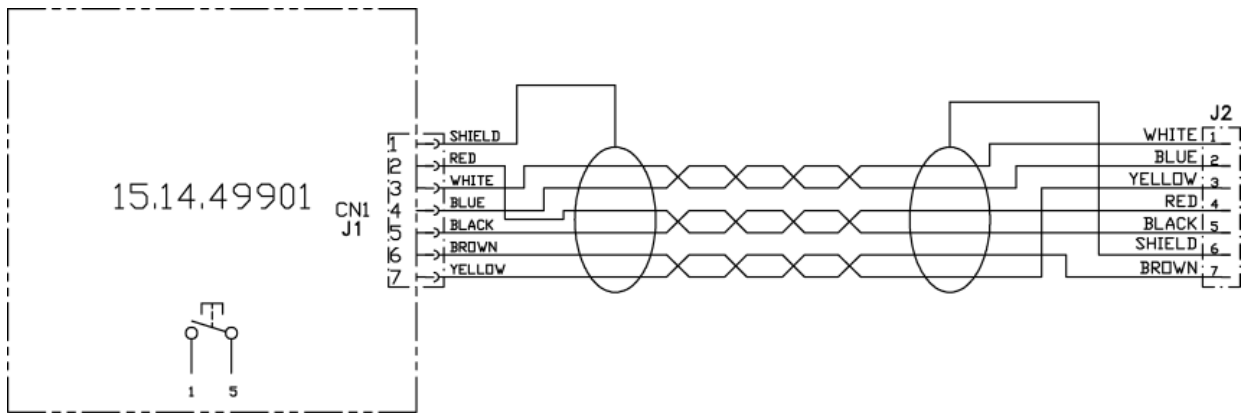 15.14.49901
CN1
J1
1 SHIELD
2 RED
3 WHITE
4 BLUE
5 BLACK
6 BROWN
7 YELLOW
J2
WHITE 1
BLUE 2
YELLOW 3
RED 4
BLACK 5
SHIELD 6
BROWN 7
1 5